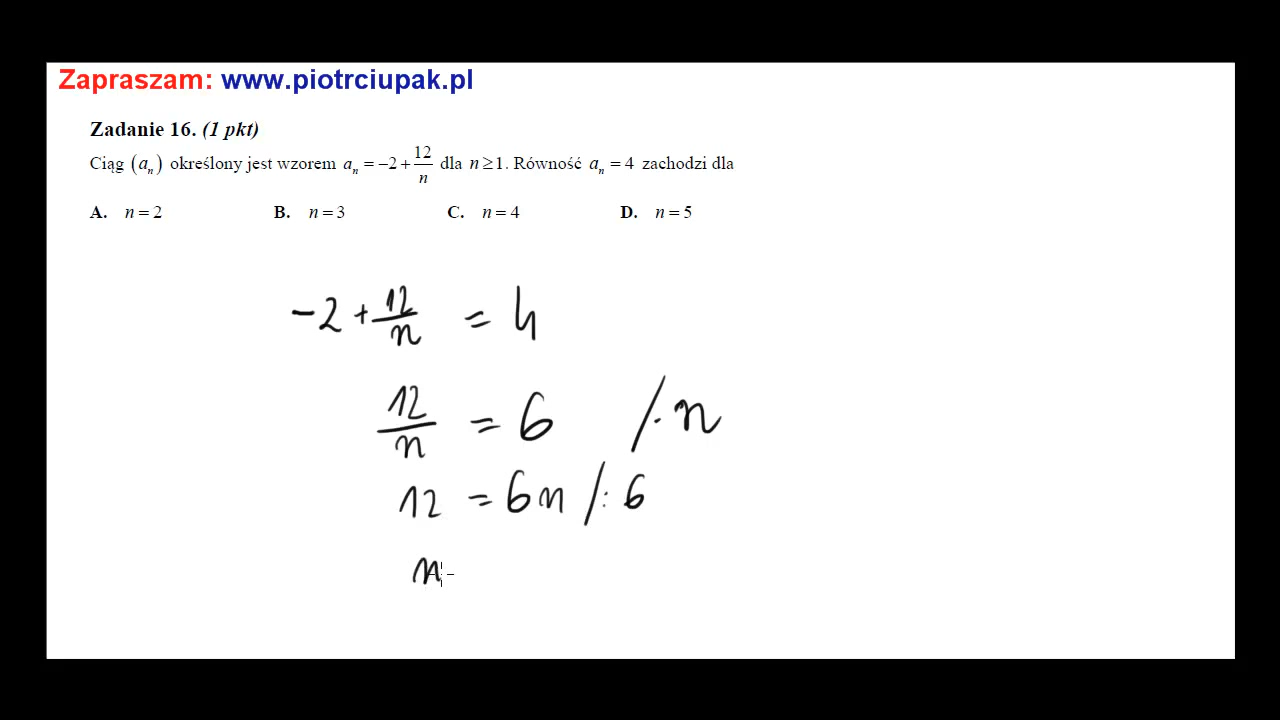 Zapraszam: www.piotrciupak.pl
Zadanie 16. (1 pkt)
Ciąg (aₙ) określony jest wzorem aₙ = −2 + 12/n dla n ≥ 1. Równość aₙ = 4 zachodzi dla
A. n = 2 B. n = 3 C. n = 4 D. n = 5
−2 + 12/n = 4
12/n = 6 /·n
12 = 6n /:6
n